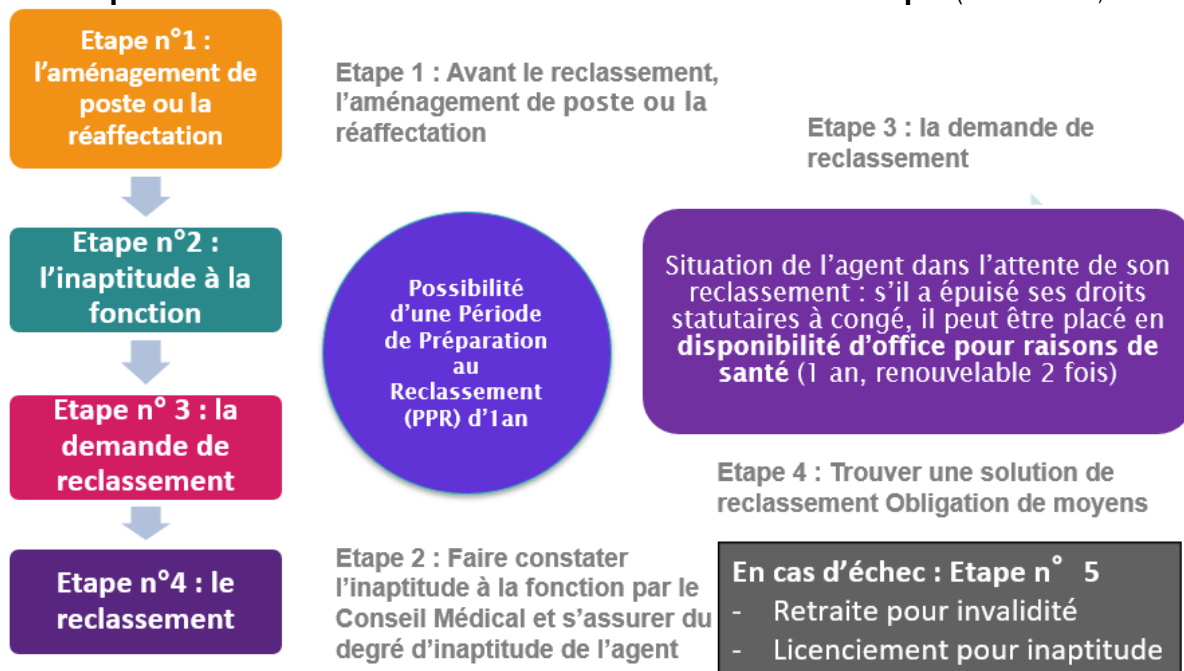 Etape n°1 :
l'aménagement de
poste ou la
réaffectation
Etape n°2 :
l'inaptitude à la
fonction
Etape n° 3 : la
demande de
reclassement
Etape n°4 : le
reclassement
Etape 1 : Avant le reclassement,
l'aménagement de poste ou la
réaffectation
Possibilité
d'une Période
de Préparation
au
Reclassement
(PPR) d'1an
Etape 2 : Faire constater
l'inaptitude à la fonction par le
Conseil Médical et s'assurer du
degré d'inaptitude de l'agent
Etape 3 : la demande de
reclassement
Situation de l'agent dans l'attente de son
reclassement : s'il a épuisé ses droits
statutaires à congé, il peut être placé en
disponibilité d'office pour raisons de
santé (1 an, renouvelable 2 fois)
Etape 4 : Trouver une solution de
reclassement Obligation de moyens
En cas d'échec : Etape n° 5
- Retraite pour invalidité
- Licenciement pour inaptitude